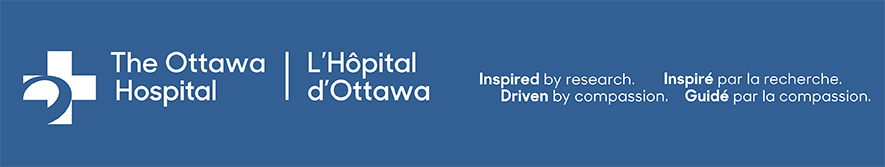 The Ottawa
Hospital
L'Hôpital
d'Ottawa
Inspired by research.
Driven by compassion.
Inspiré par la recherche.
Guidé par la compassion.